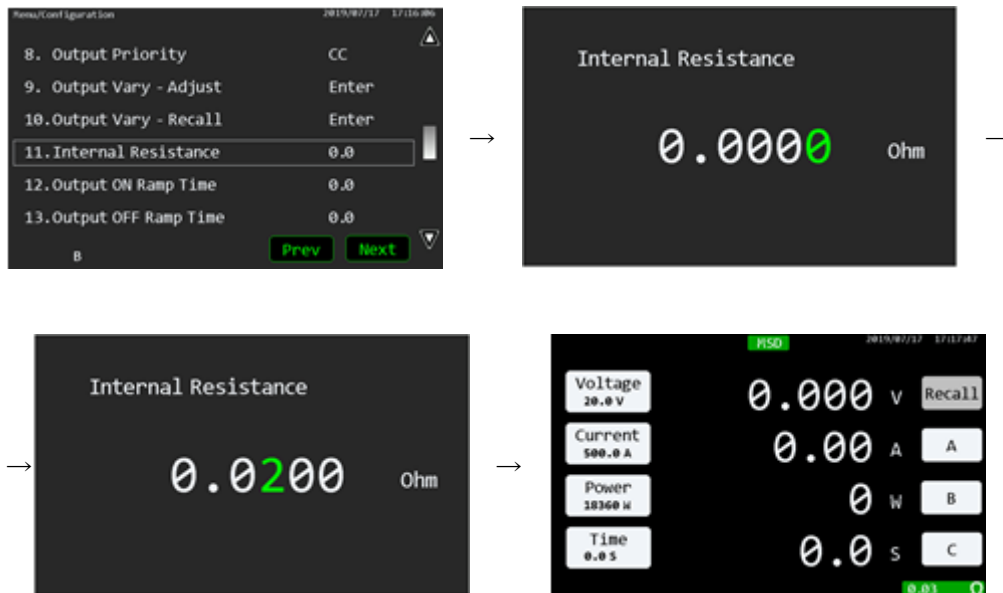 Menu/Configuration 2019/07/17 17:16:06
8. Output Priority CC
9. Output Vary - Adjust Enter
10.Output Vary - Recall Enter
11.Internal Resistance 0.0
12.Output ON Ramp Time 0.0
13.Output OFF Ramp Time 0.0
B Prev Next
→
Internal Resistance
0.0000 Ohm
→
Internal Resistance
0.0200 Ohm
→
MSD 2019/07/17 17:17:47
Voltage
20.0 V
0.000 V Recall
Current
500.0 A
0.00 A A
Power
18360 W
0 W B
Time
0.0 S
0.0 S C
0.03 Ω